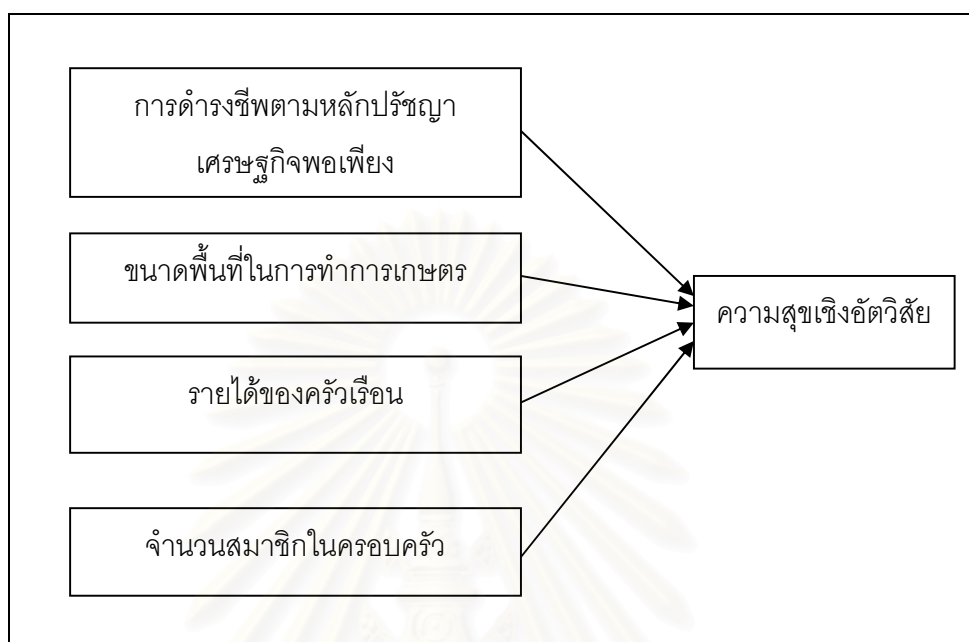 การดำรงชีพตามหลักปรัชญา
เศรษฐกิจพอเพียง
ขนาดพื้นที่ในการทำการเกษตร
รายได้ของครัวเรือน
จำนวนสมาชิกในครอบครัว
ความสุขเชิงอัตวิสัย